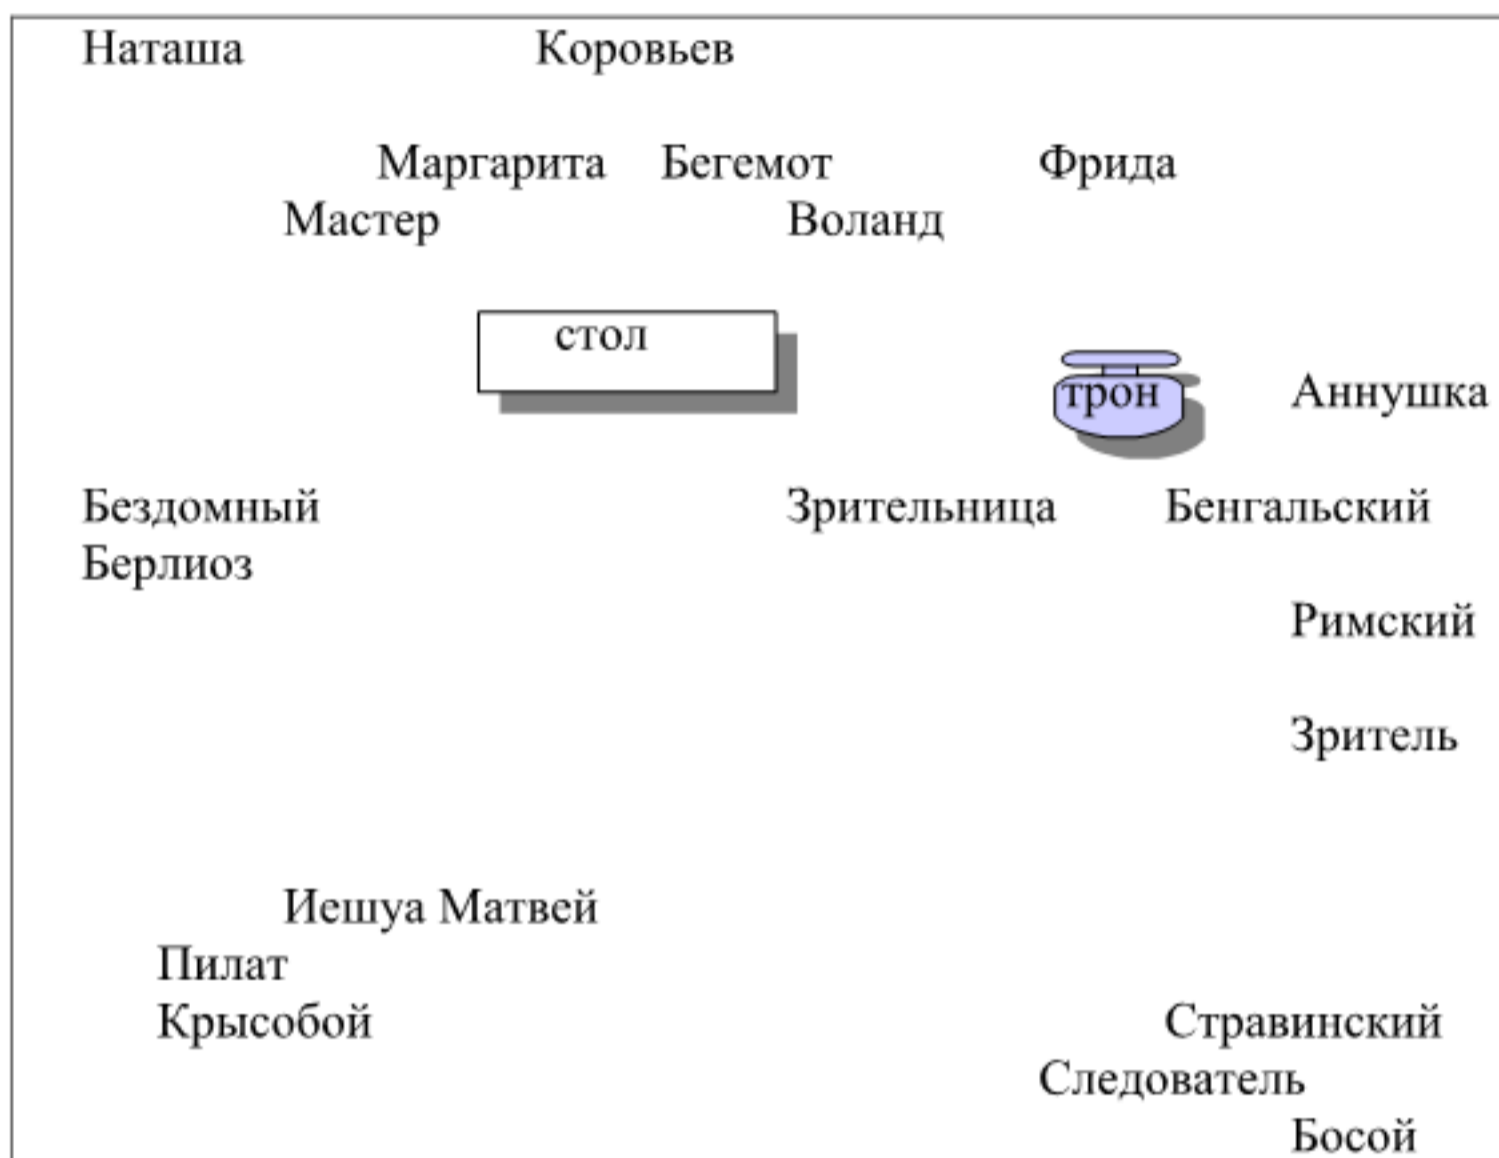 Наташа Коровьев
Маргарита Бегемот Фрида
Мастер Воланд
стол
трон Аннушка
Бездомный Зрительница Бенгальский
Берлиоз
Римский
Зритель
Иешуа Матвей
Пилат
Крысобой Стравинский
Следователь
Босой